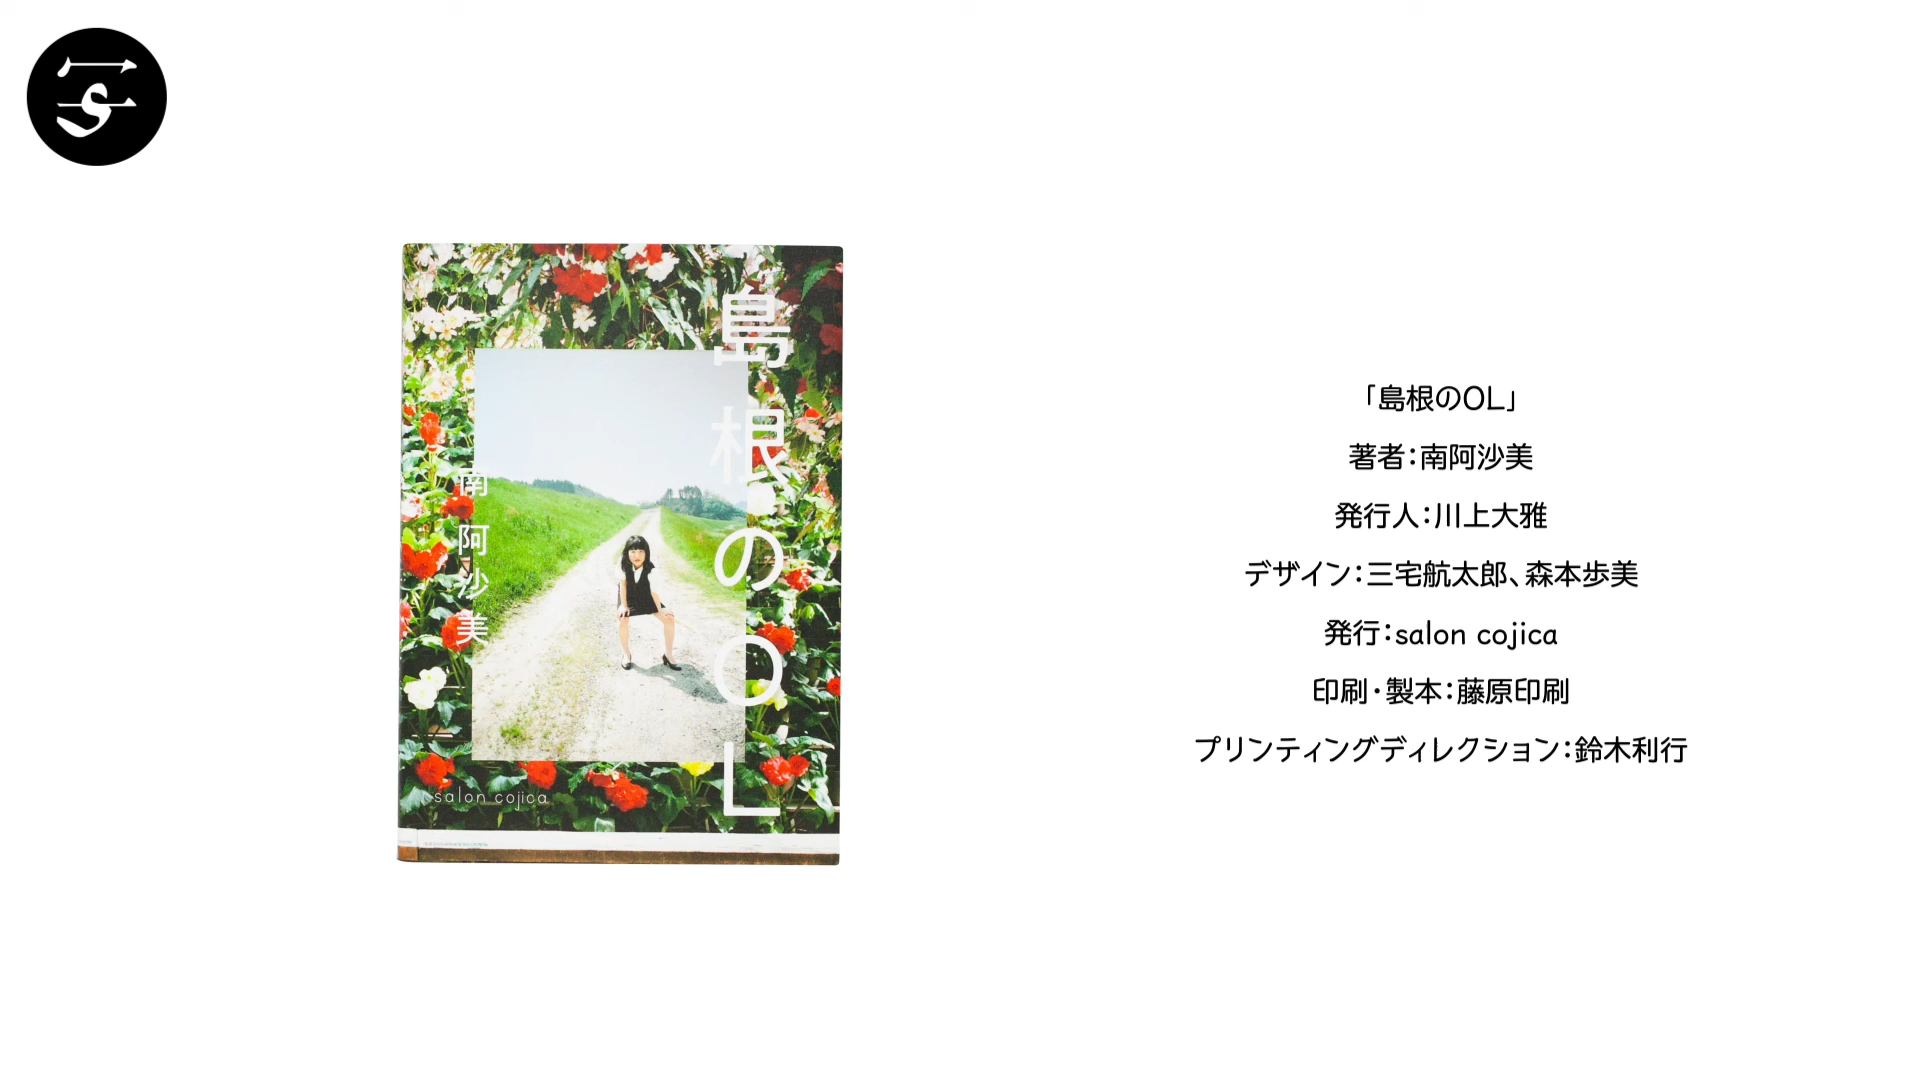 島根のOL
南 阿沙美
salon cojica
「島根のOL」
著者：南阿沙美
発行人：川上大雅
デザイン：三宅航太郎、森本歩美
発行：salon cojica
印刷・製本：藤原印刷
プリンティングディレクション：鈴木利行